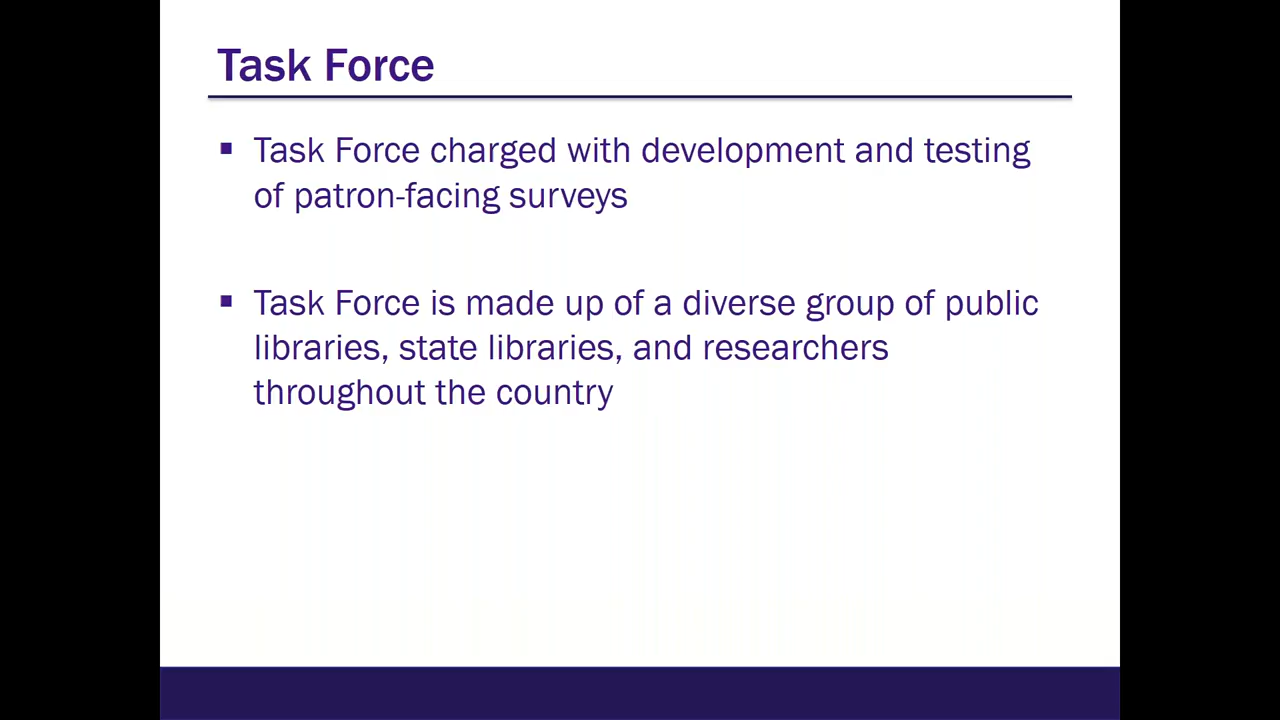 Task Force
▪ Task Force charged with development and testing
of patron-facing surveys
▪ Task Force is made up of a diverse group of public
libraries, state libraries, and researchers
throughout the country